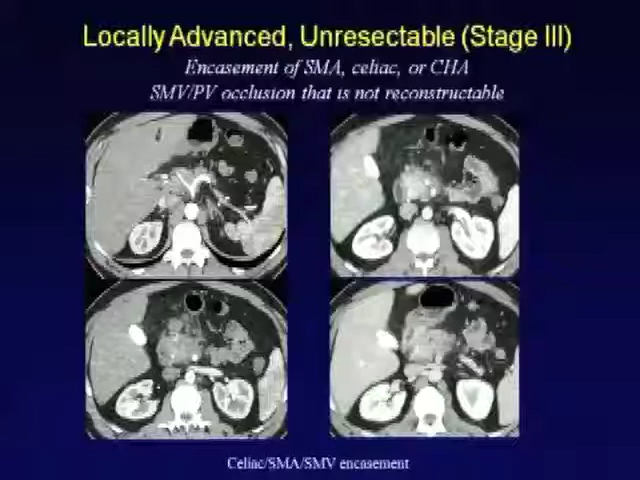 Locally Advanced, Unresectable (Stage III)
Encasement of SMA, celiac, or CHA
SMV/PV occlusion that is not reconstructable
Celiac/SMA/SMV encasement